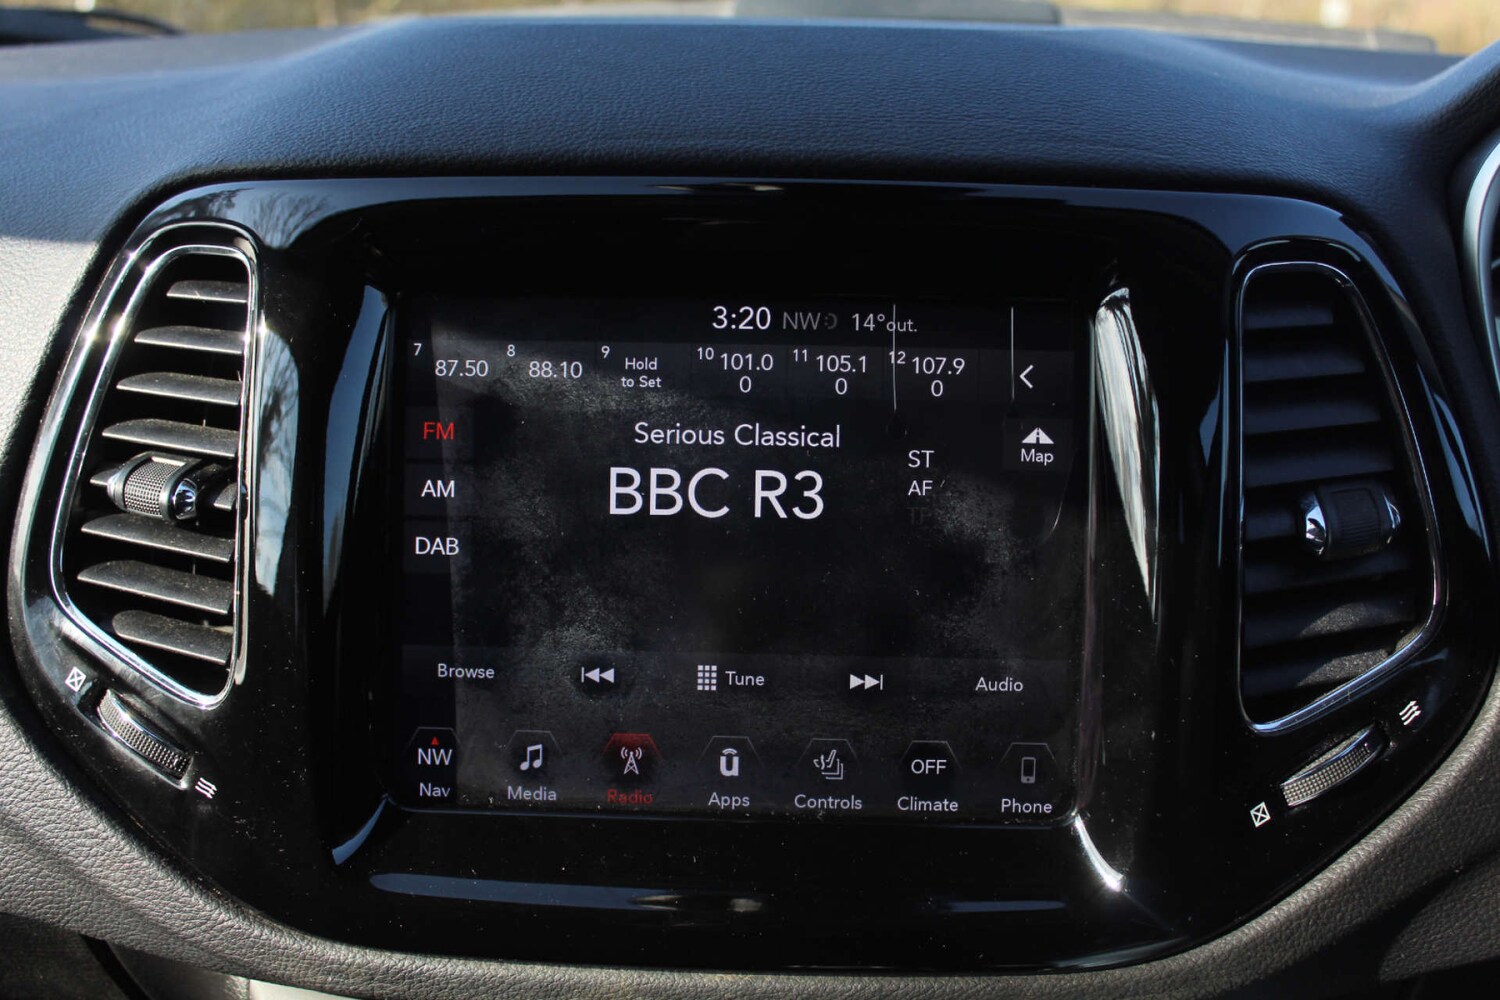 3:20 NW 14°out.
7 87.50 8 88.10 9 Hold to Set 10 101.0 0 11 105.1 0 12 107.9 0
FM
Serious Classical
Map
BBC R3
ST
AM
AF
DAB
Browse
Tune
Audio
NW
OFF
Nav
Media
Radio
Apps
Controls
Climate
Phone